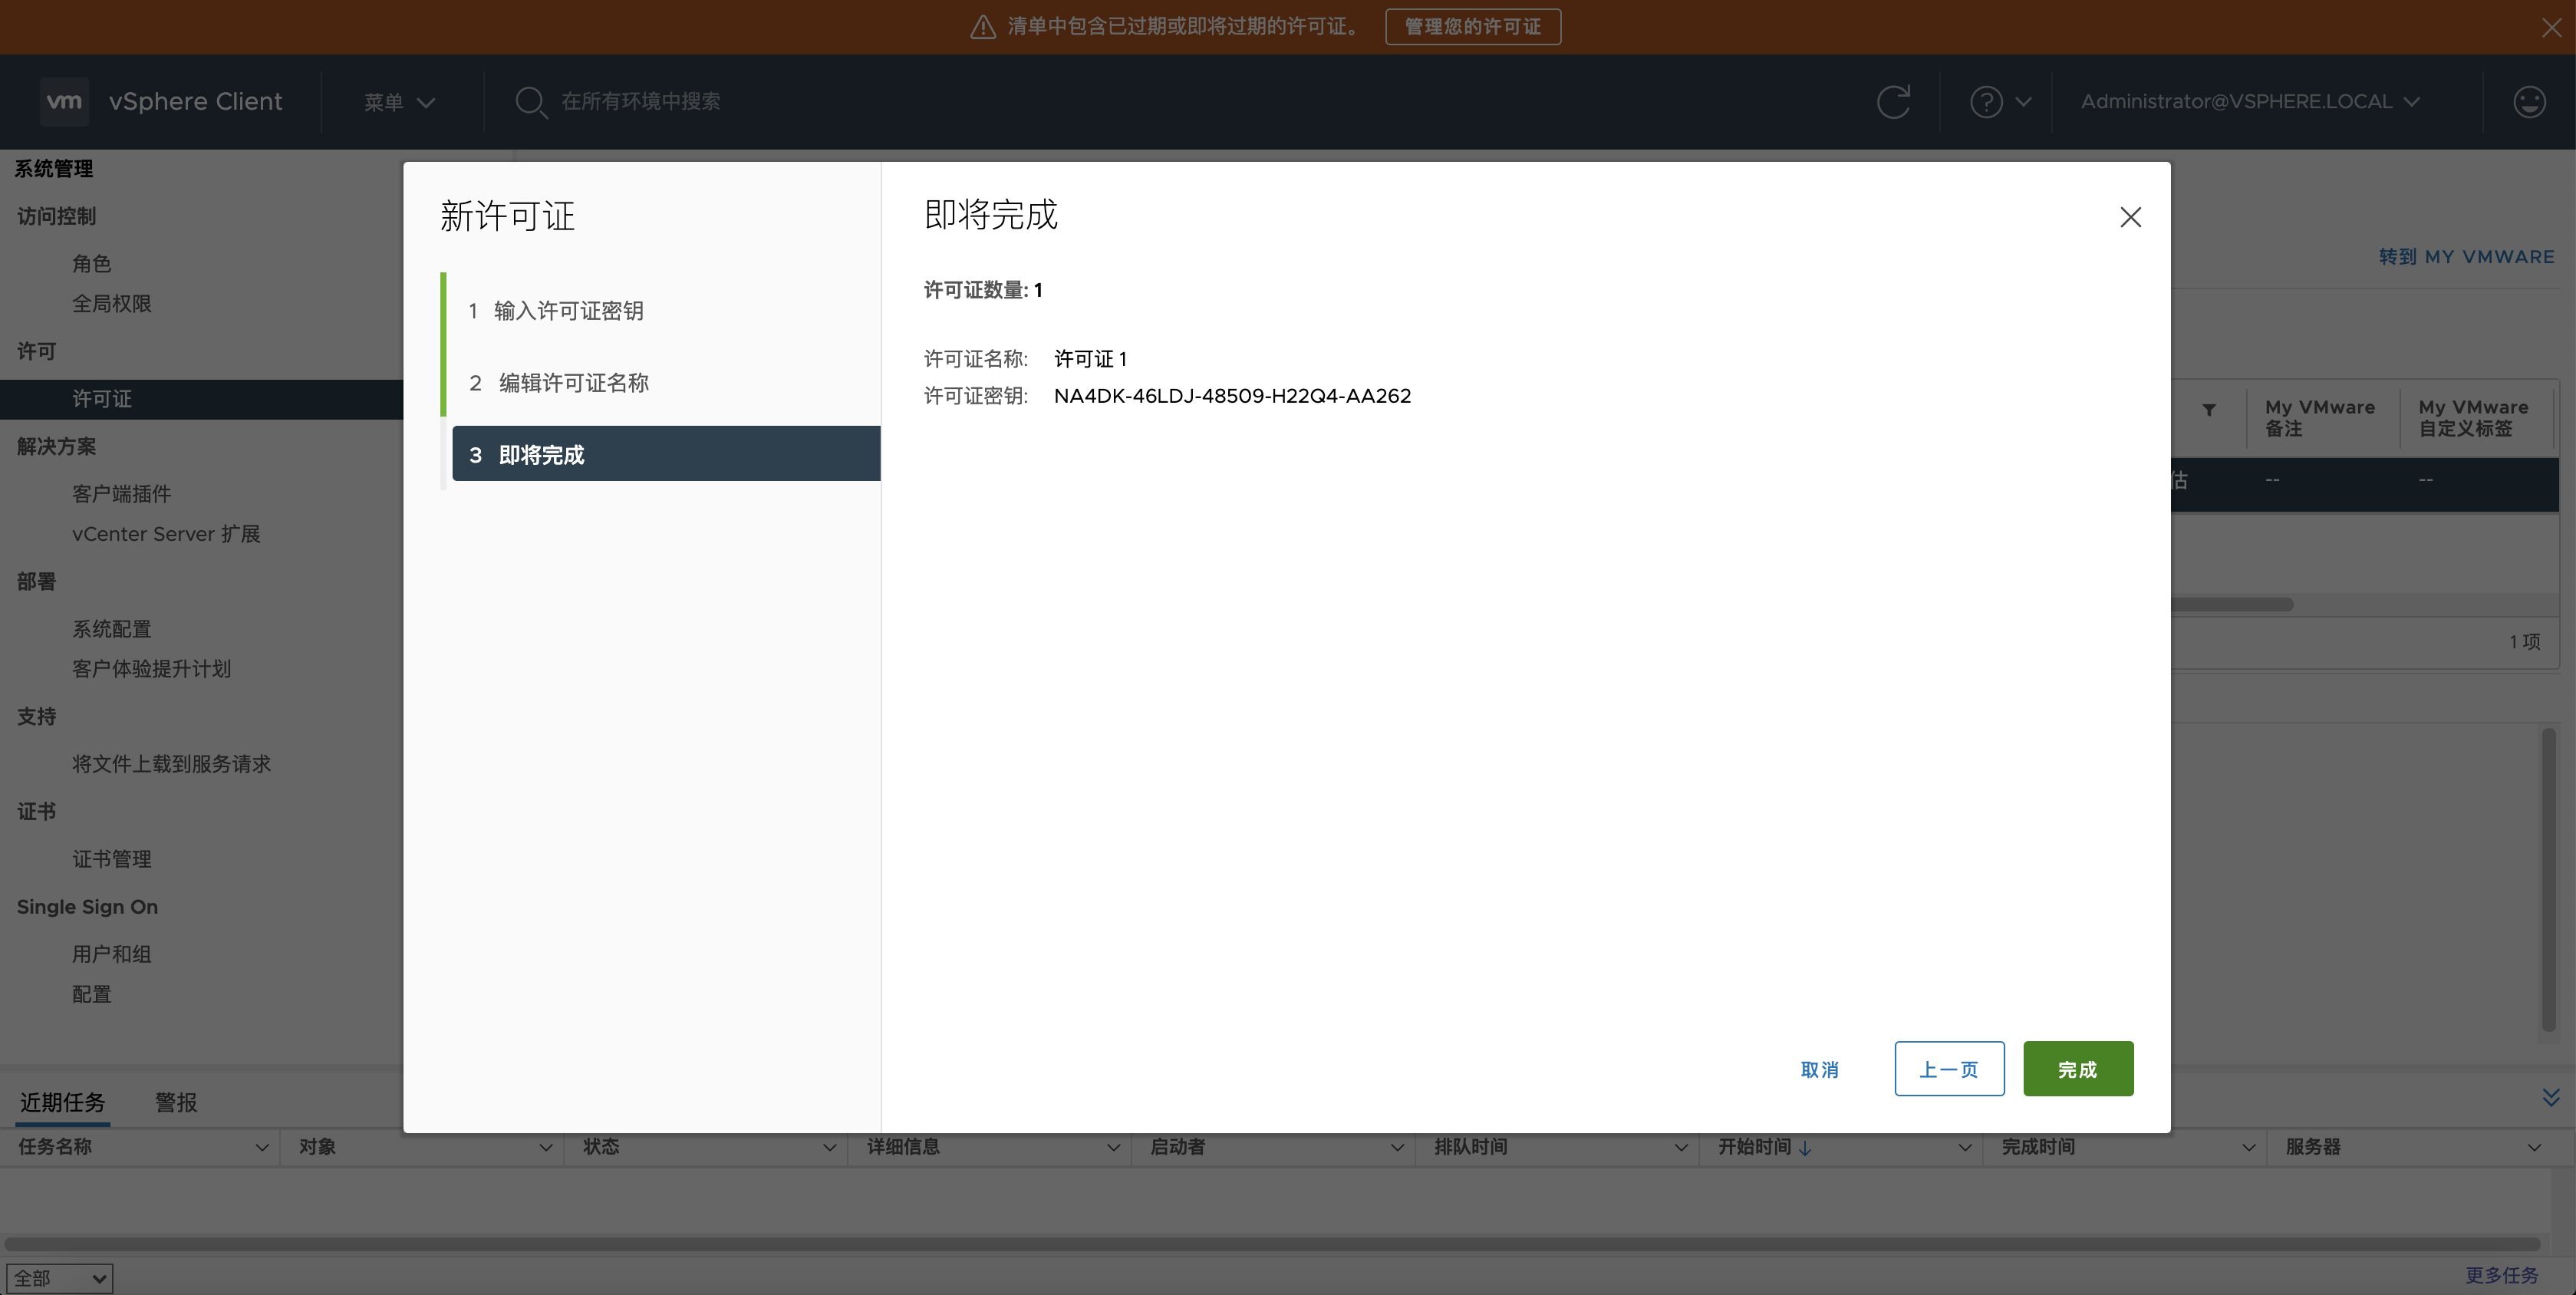 清单中包含已过期或即将过期的许可证。 管理您的许可证
vm vSphere Client 菜单 在所有环境中搜索 Administrator@VSPHERE.LOCAL
系统管理
访问控制
角色
全局权限
许可
许可证
解决方案
客户端插件
vCenter Server 扩展
部署
系统配置
客户体验提升计划
支持
将文件上载到服务请求
证书
证书管理
Single Sign On
用户和组
配置
新许可证
1 输入许可证密钥
2 编辑许可证名称
3 即将完成
即将完成
许可证数量: 1
许可证名称: 许可证 1
许可证密钥: NA4DK-46LDJ-48509-H22Q4-AA262
取消 上一页 完成
转到 MY VMWARE
My VMware 备注
My VMware 自定义标签
估 -- --
1 项
近期任务 警报
任务名称 对象 状态 详细信息 启动者 排队时间 开始时间 ↓ 完成时间 服务器
全部 更多任务